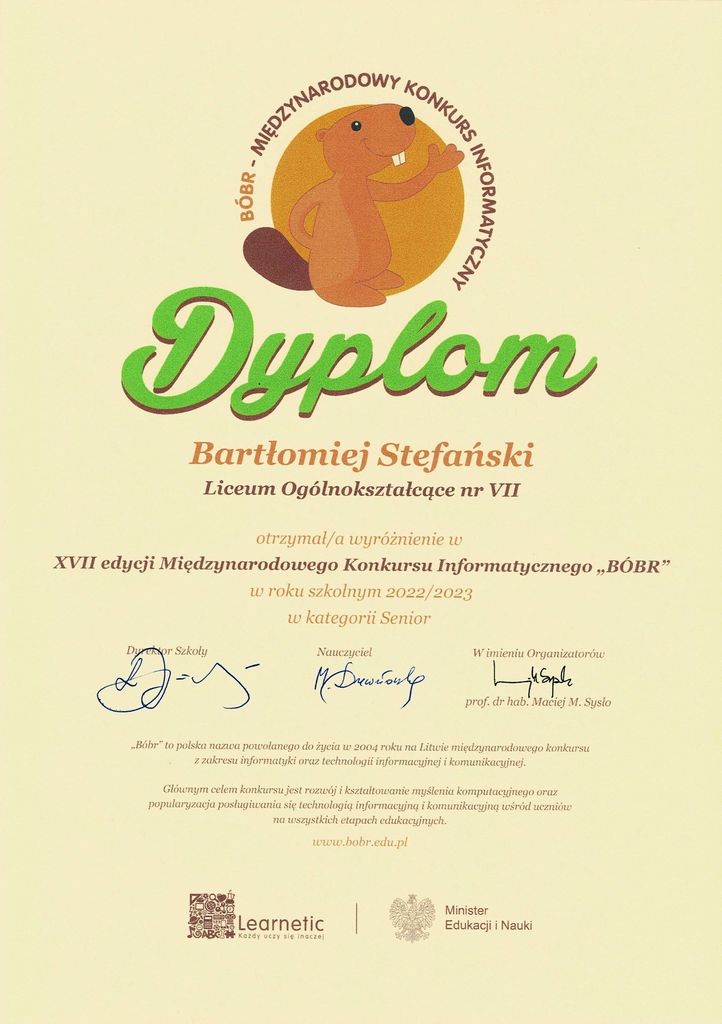 BÓBR - MIĘDZYNARODOWY KONKURS INFORMATYCZNY
Dyplom
Bartłomiej Stefański
Liceum Ogólnokształcące nr VII
otrzymał/a wyróżnienie w
XVII edycji Międzynarodowego Konkursu Informatycznego „BÓBR”
w roku szkolnym 2022/2023
w kategorii Senior
Dyrektor Szkoły
Nauczyciel
W imieniu Organizatorów
prof. dr hab. Maciej M. Sysło
„Bóbr” to polska nazwa powołanego do życia w 2004 roku na Litwie międzynarodowego konkursu
z zakresu informatyki oraz technologii informacyjnej i komunikacyjnej.
Głównym celem konkursu jest rozwój i kształtowanie myślenia komputacyjnego oraz
popularyzacja posługiwania się technologią informacyjną i komunikacyjną wśród uczniów
na wszystkich etapach edukacyjnych.
www.bobr.edu.pl
Learnetic
Każdy uczy się inaczej
Minister
Edukacji i Nauki